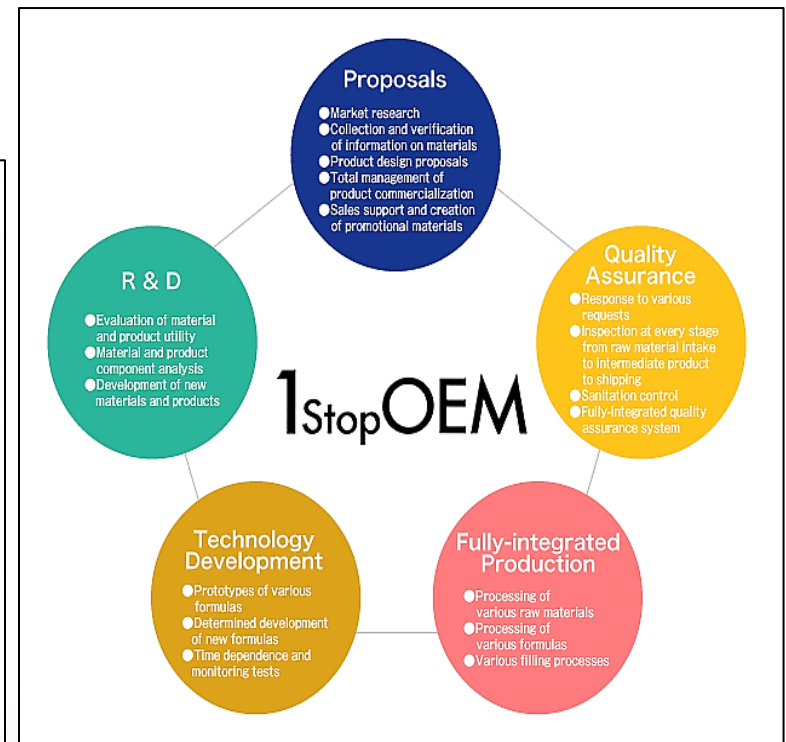 Proposals
●Market research
●Collection and verification
of information on materials
●Product design proposals
●Total management of
product commercialization
●Sales support and creation
of promotional materials
Quality
Assurance
●Response to various
requests
●Inspection at every stage
from raw material intake
to intermediate product
to shipping
●Sanitation control
●Fully-integrated quality
assurance system
R & D
●Evaluation of material
and product utility
●Material and product
component analysis
●Development of new
materials and products
1StopOEM
Technology
Development
●Prototypes of various
formulas
●Determined development
of new formulas
●Time dependence and
monitoring tests
Fully-integrated
Production
●Processing of
various raw materials
●Processing of
various formulas
●Various filling processes